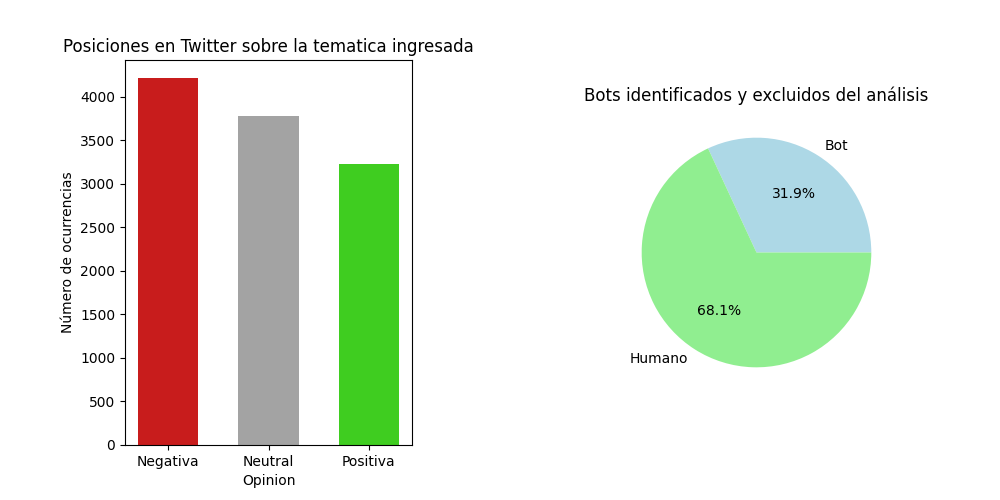 Posiciones en Twitter sobre la tematica ingresada
Número de ocurrencias
4000
3500
3000
2500
2000
1500
1000
500
0
Negativa
Neutral
Positiva
Opinion
Bots identificados y excluidos del análisis
Bot
31.9%
68.1%
Humano